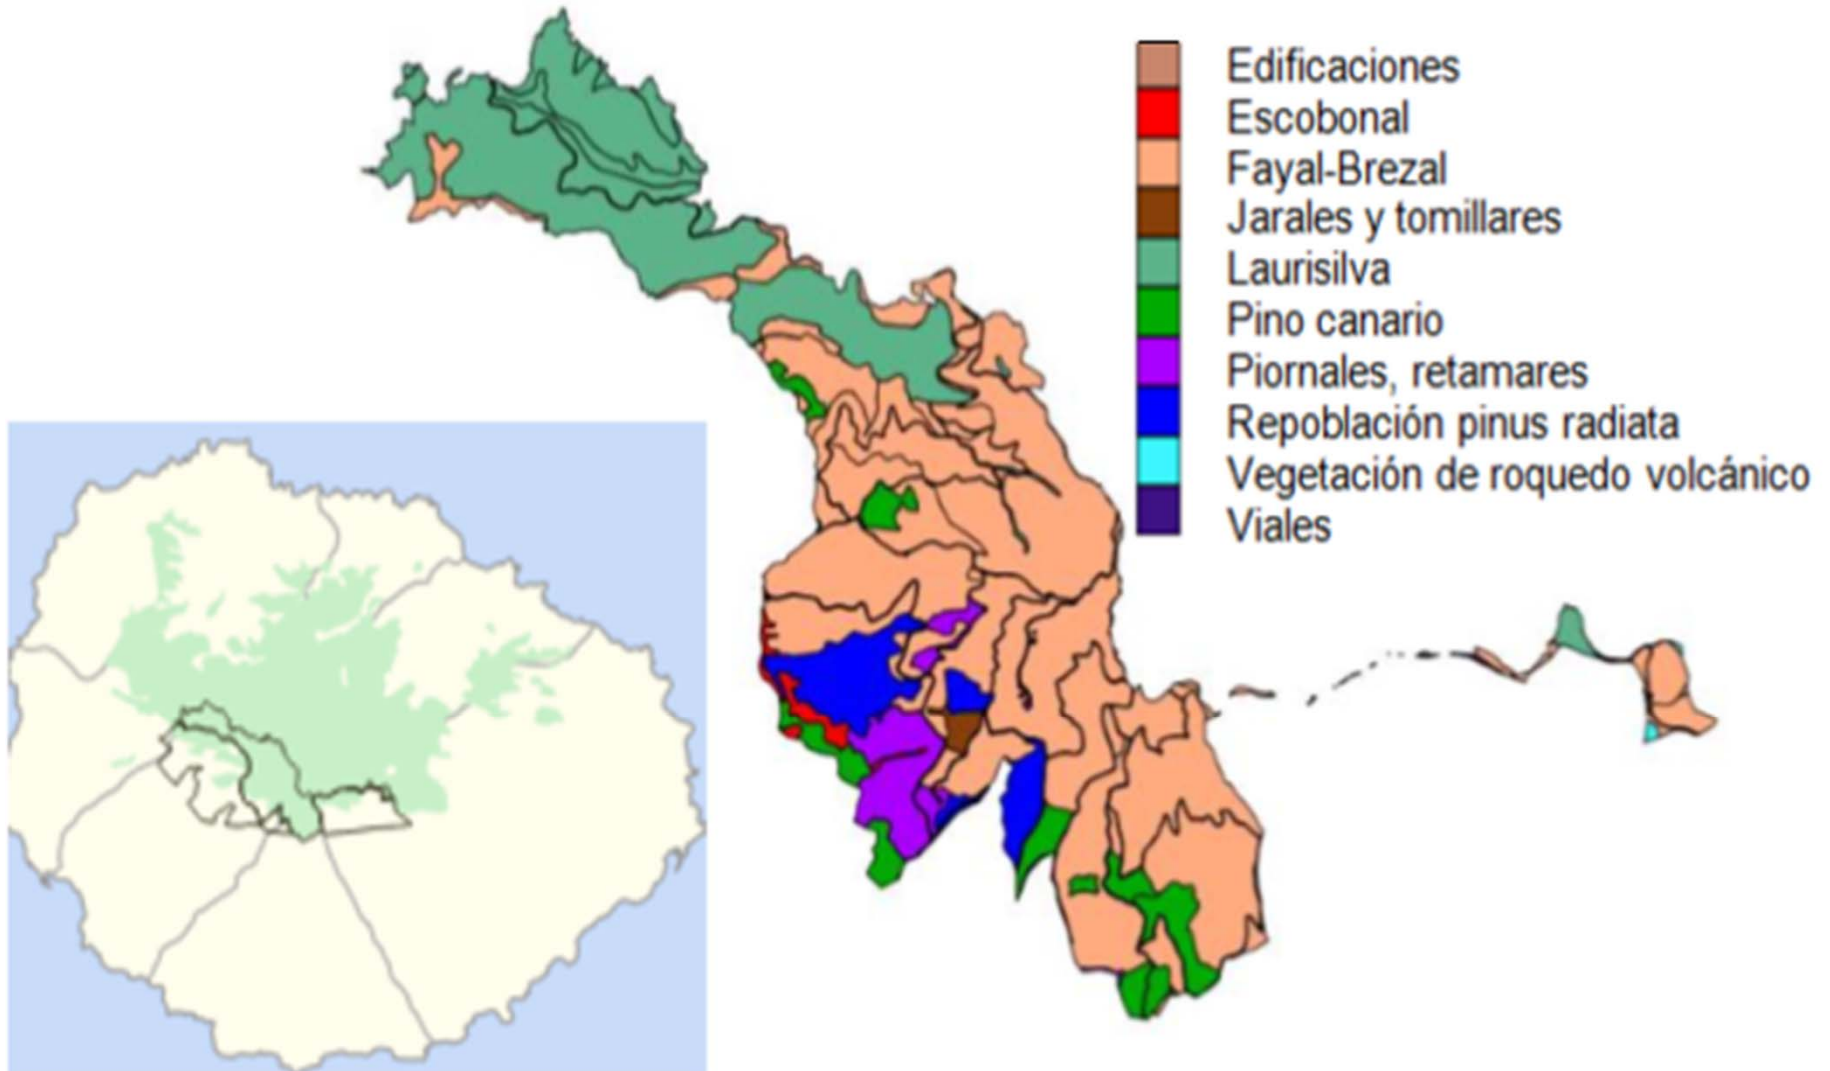 Edificaciones
Escobonal
Fayal-Brezal
Jarales y tomillares
Laurisilva
Pino canario
Piornales, retamares
Repoblación pinus radiata
Vegetación de roquedo volcánico
Viales